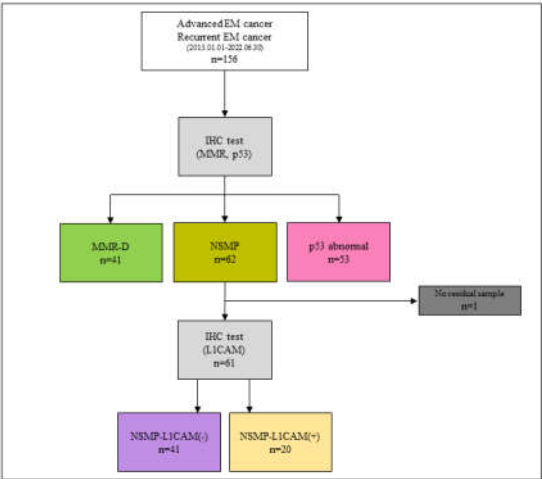 Advanced EM cancer
Recurrent EM cancer
(2015.01.01-2022.06.30)
n=156
IHC test
(MMR, p53)
MMR-D
n=41
NSMP
n=62
p53 abnormal
n=53
No residual sample
n=1
IHC test
(L1CAM)
n=61
NSMP-L1CAM(-)
n=41
NSMP-L1CAM(+)
n=20